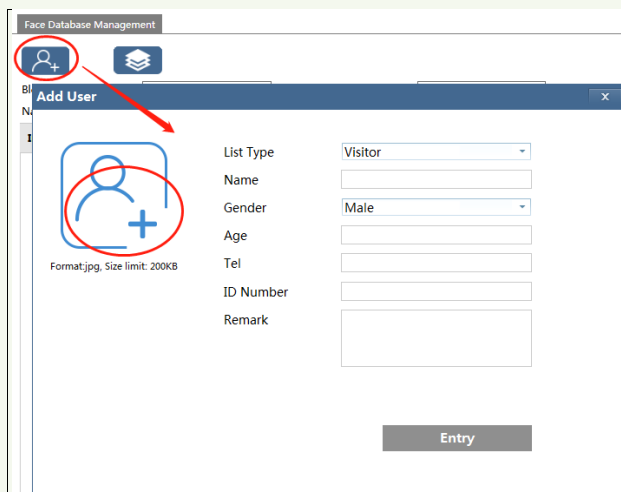 Face Database Management
Add User
x
List Type Visitor
Name
Gender Male
Age
Format:jpg, Size limit: 200KB
Tel
ID Number
Remark
Entry